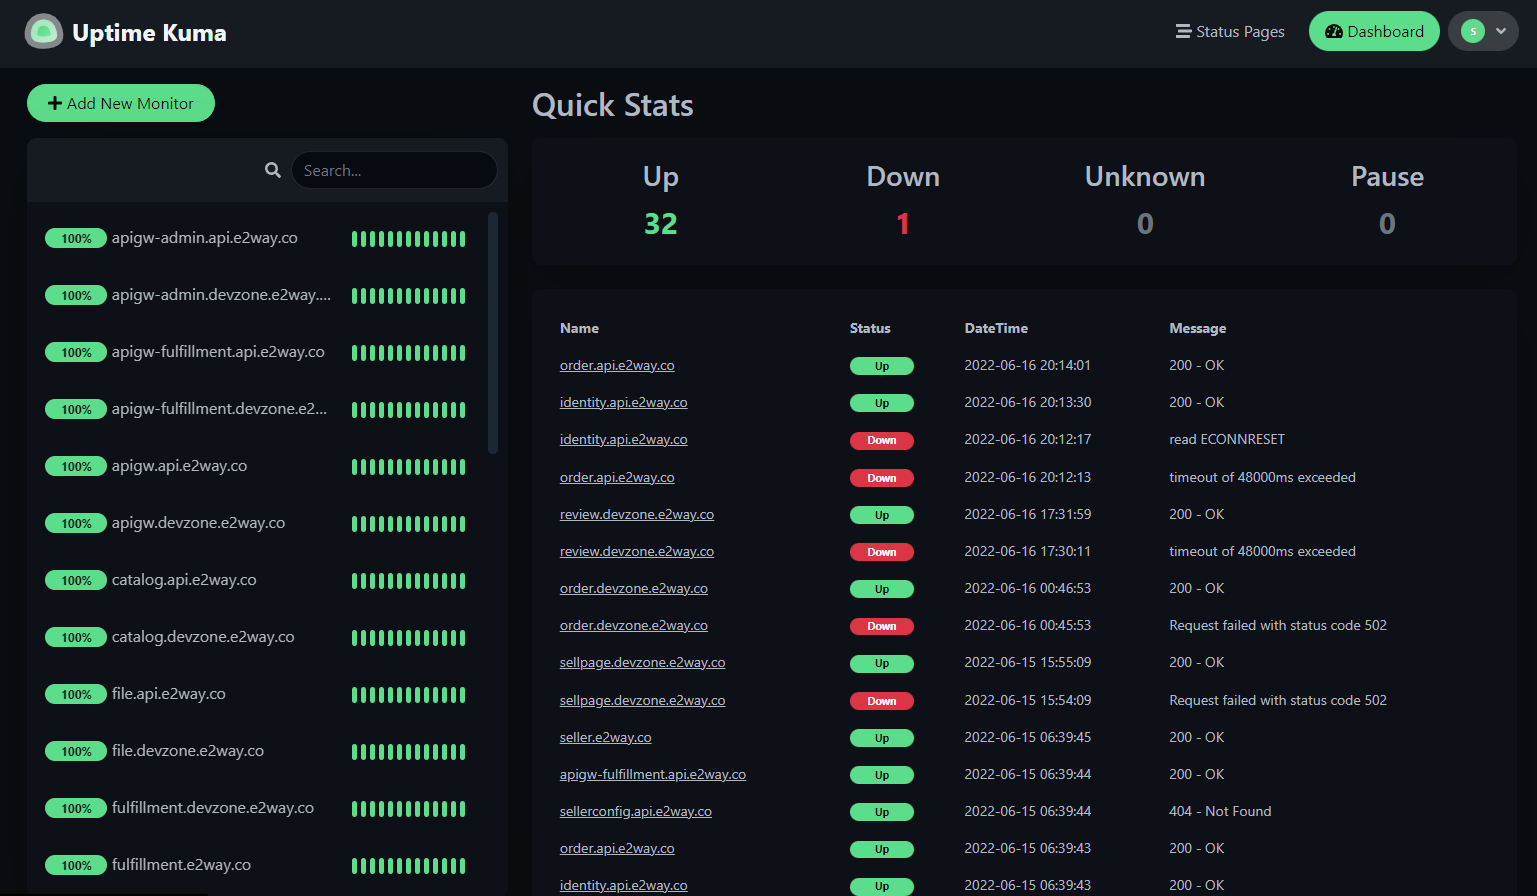 Uptime Kuma
Status Pages
Dashboard
s
Add New Monitor
Search...
100% apigw-admin.api.e2way.co
100% apigw-admin.devzone.e2way....
100% apigw-fulfillment.api.e2way.co
100% apigw-fulfillment.devzone.e2...
100% apigw.api.e2way.co
100% apigw.devzone.e2way.co
100% catalog.api.e2way.co
100% catalog.devzone.e2way.co
100% file.api.e2way.co
100% file.devzone.e2way.co
100% fulfillment.devzone.e2way.co
100% fulfillment.e2way.co
Quick Stats
Up Down Unknown Pause
32 1 0 0
Name Status DateTime Message
order.api.e2way.co Up 2022-06-16 20:14:01 200 - OK
identity.api.e2way.co Up 2022-06-16 20:13:30 200 - OK
identity.api.e2way.co Down 2022-06-16 20:12:17 read ECONNRESET
order.api.e2way.co Down 2022-06-16 20:12:13 timeout of 48000ms exceeded
review.devzone.e2way.co Up 2022-06-16 17:31:59 200 - OK
review.devzone.e2way.co Down 2022-06-16 17:30:11 timeout of 48000ms exceeded
order.devzone.e2way.co Up 2022-06-16 00:46:53 200 - OK
order.devzone.e2way.co Down 2022-06-16 00:45:53 Request failed with status code 502
sellpage.devzone.e2way.co Up 2022-06-15 15:55:09 200 - OK
sellpage.devzone.e2way.co Down 2022-06-15 15:54:09 Request failed with status code 502
seller.e2way.co Up 2022-06-15 06:39:45 200 - OK
apigw-fulfillment.api.e2way.co Up 2022-06-15 06:39:44 200 - OK
sellerconfig.api.e2way.co Up 2022-06-15 06:39:44 404 - Not Found
order.api.e2way.co Up 2022-06-15 06:39:43 200 - OK
identity.api.e2way.co Up 2022-06-15 06:39:43 200 - OK